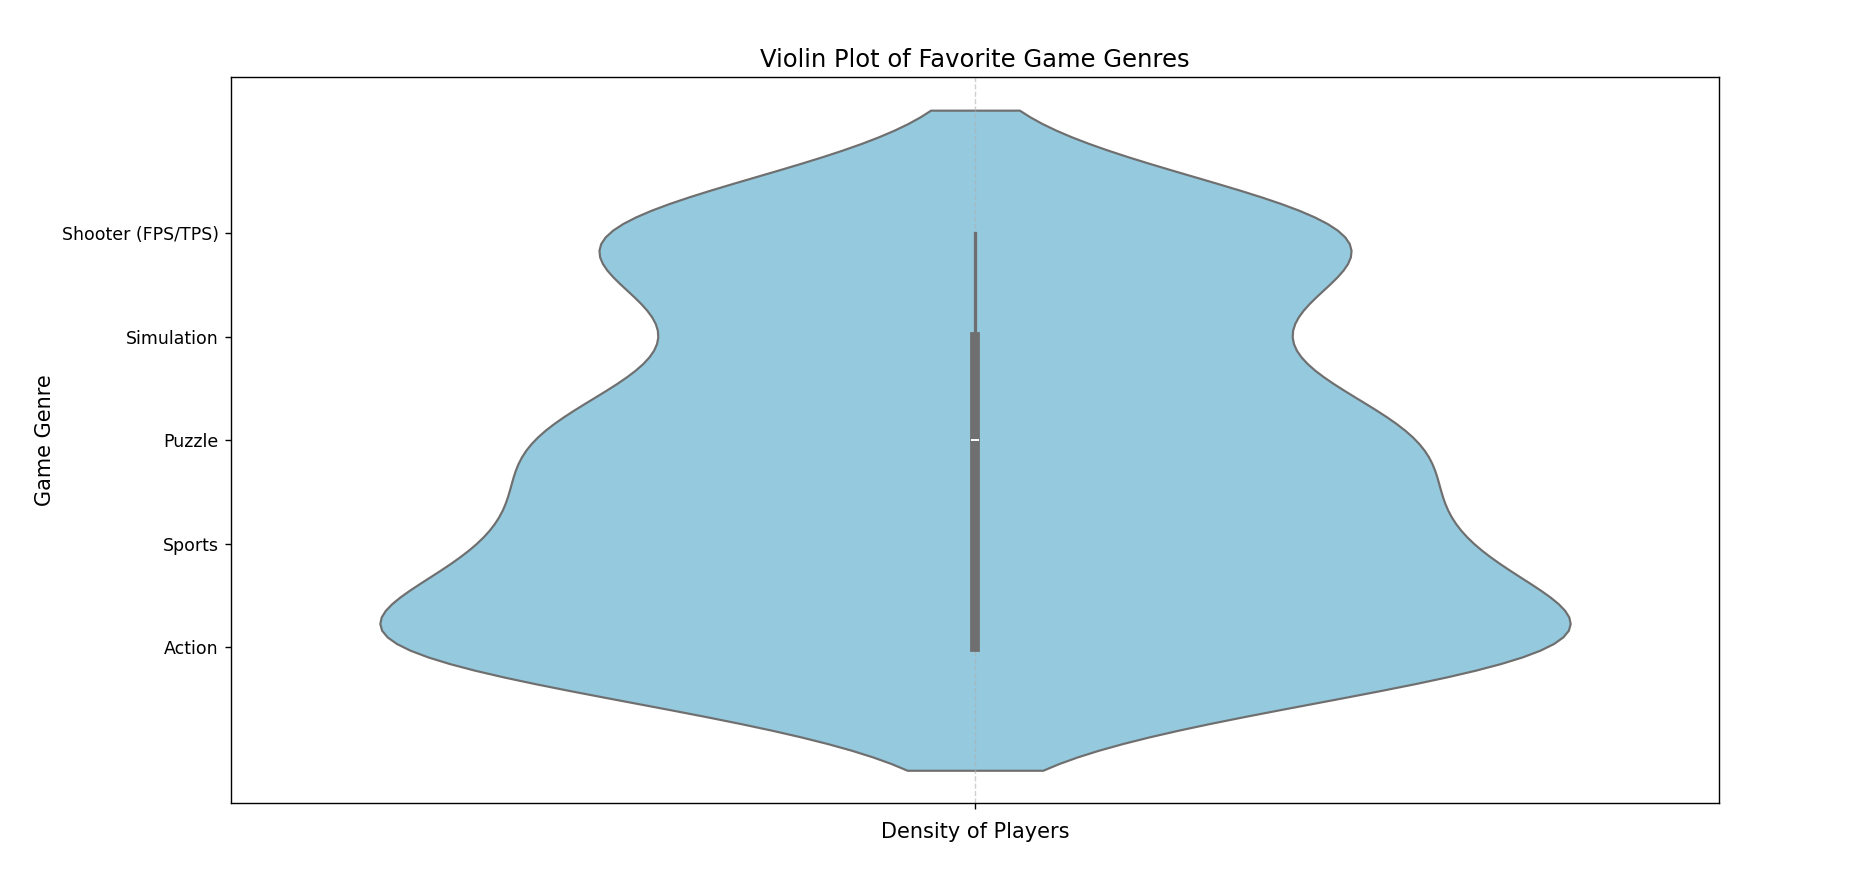 Violin Plot of Favorite Game Genres
Game Genre
Shooter (FPS/TPS)
Simulation
Puzzle
Sports
Action
Density of Players